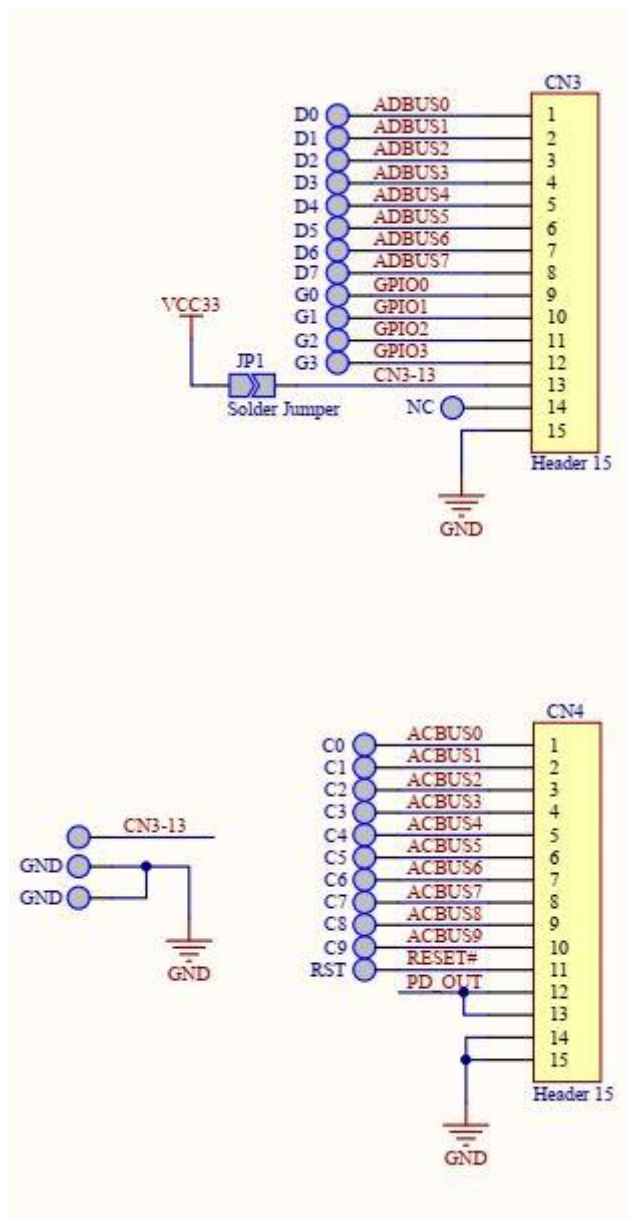 CN3
D0 ADBUS0 1
D1 ADBUS1 2
D2 ADBUS2 3
D3 ADBUS3 4
D4 ADBUS4 5
D5 ADBUS5 6
D6 ADBUS6 7
D7 ADBUS7 8
G0 GPIO0 9
VCC33
G1 GPIO1 10
G2 GPIO2 11
G3 GPIO3 12
JP1 CN3-13 13
Solder Jumper NC 14
15
Header 15
GND
CN4
C0 ACBUS0 1
C1 ACBUS1 2
C2 ACBUS2 3
C3 ACBUS3 4
CN3-13
C4 ACBUS4 5
GND C5 ACBUS5 6
C6 ACBUS6 7
GND C7 ACBUS7 8
C8 ACBUS8 9
C9 ACBUS9 10
GND RST RESET# 11
PD_OUT 12
13
14
15
Header 15
GND